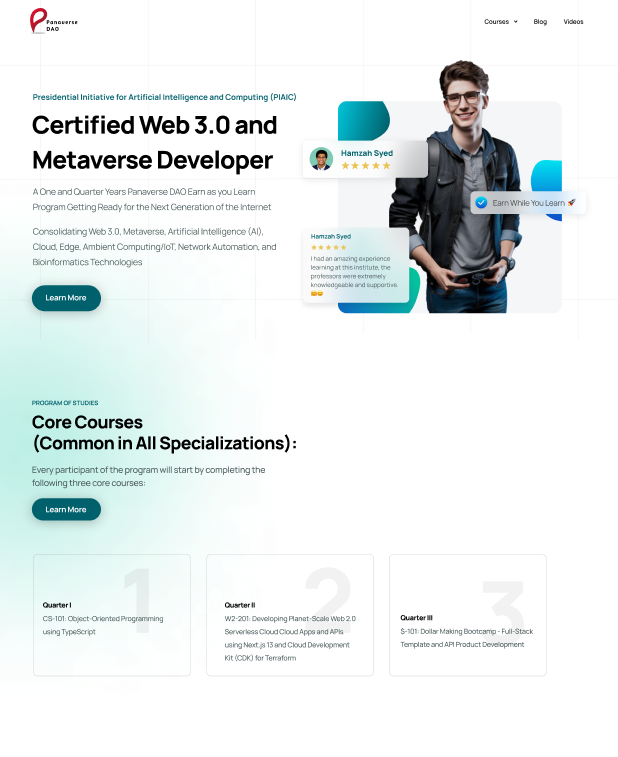 Panaverse
DAO
Courses
Blog
Videos
Presidential Initiative for Artificial Intelligence and Computing (PIAIC)
Certified Web 3.0 and
Metaverse Developer
A One and Quarter Years Panaverse DAO Earn as you Learn
Program Getting Ready for the Next Generation of the Internet
Consolidating Web 3.0, Metaverse, Artificial Intelligence (AI),
Cloud, Edge, Ambient Computing/IoT, Network Automation, and
Bioinformatics Technologies
Learn More
Hamzah Syed
Earn While You Learn 🚀
Hamzah Syed
I had an amazing experience
learning at this institute, the
professors were extremely
knowledgeable and supportive.
PROGRAM OF STUDIES
Core Courses
(Common in All Specializations):
Every participant of the program will start by completing the
following three core courses:
Learn More
1
Quarter I
CS-101: Object-Oriented Programming
using TypeScript
2
Quarter II
W2-201: Developing Planet-Scale Web 2.0
Serverless Cloud Cloud Apps and APIs
using Next.js 13 and Cloud Development
Kit (CDK) for Terraform
3
Quarter III
$-101: Dollar Making Bootcamp - Full-Stack
Template and API Product Development